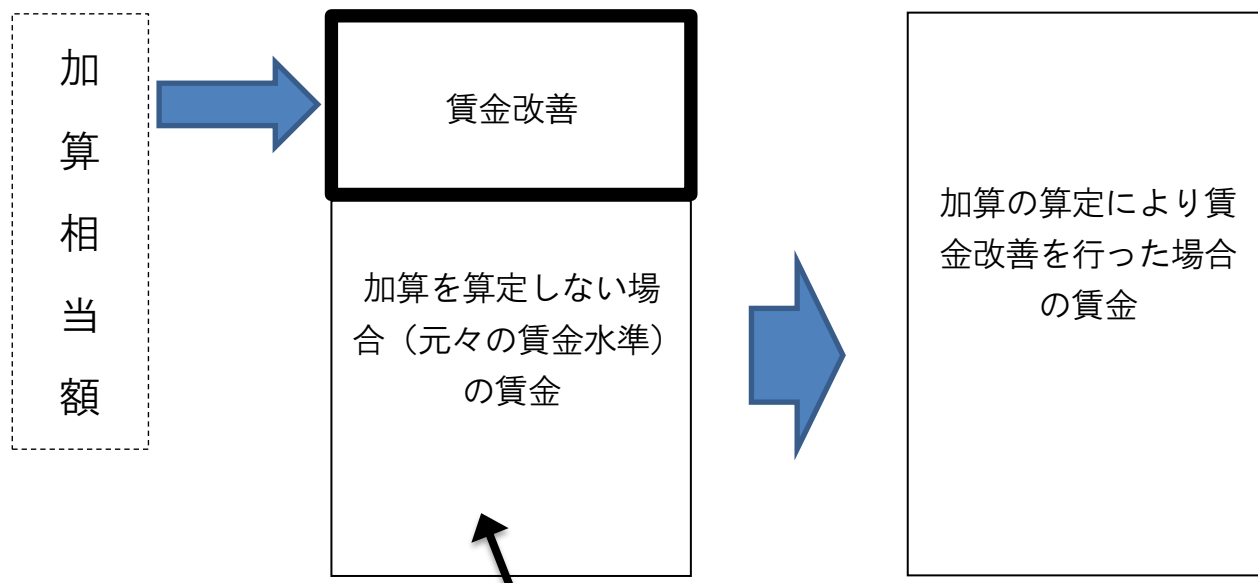 加
算
相
当
額
賃金改善
加算を算定しない場
合（元々の賃金水準）
の賃金
加算の算定により賃
金改善を行った場合
の賃金